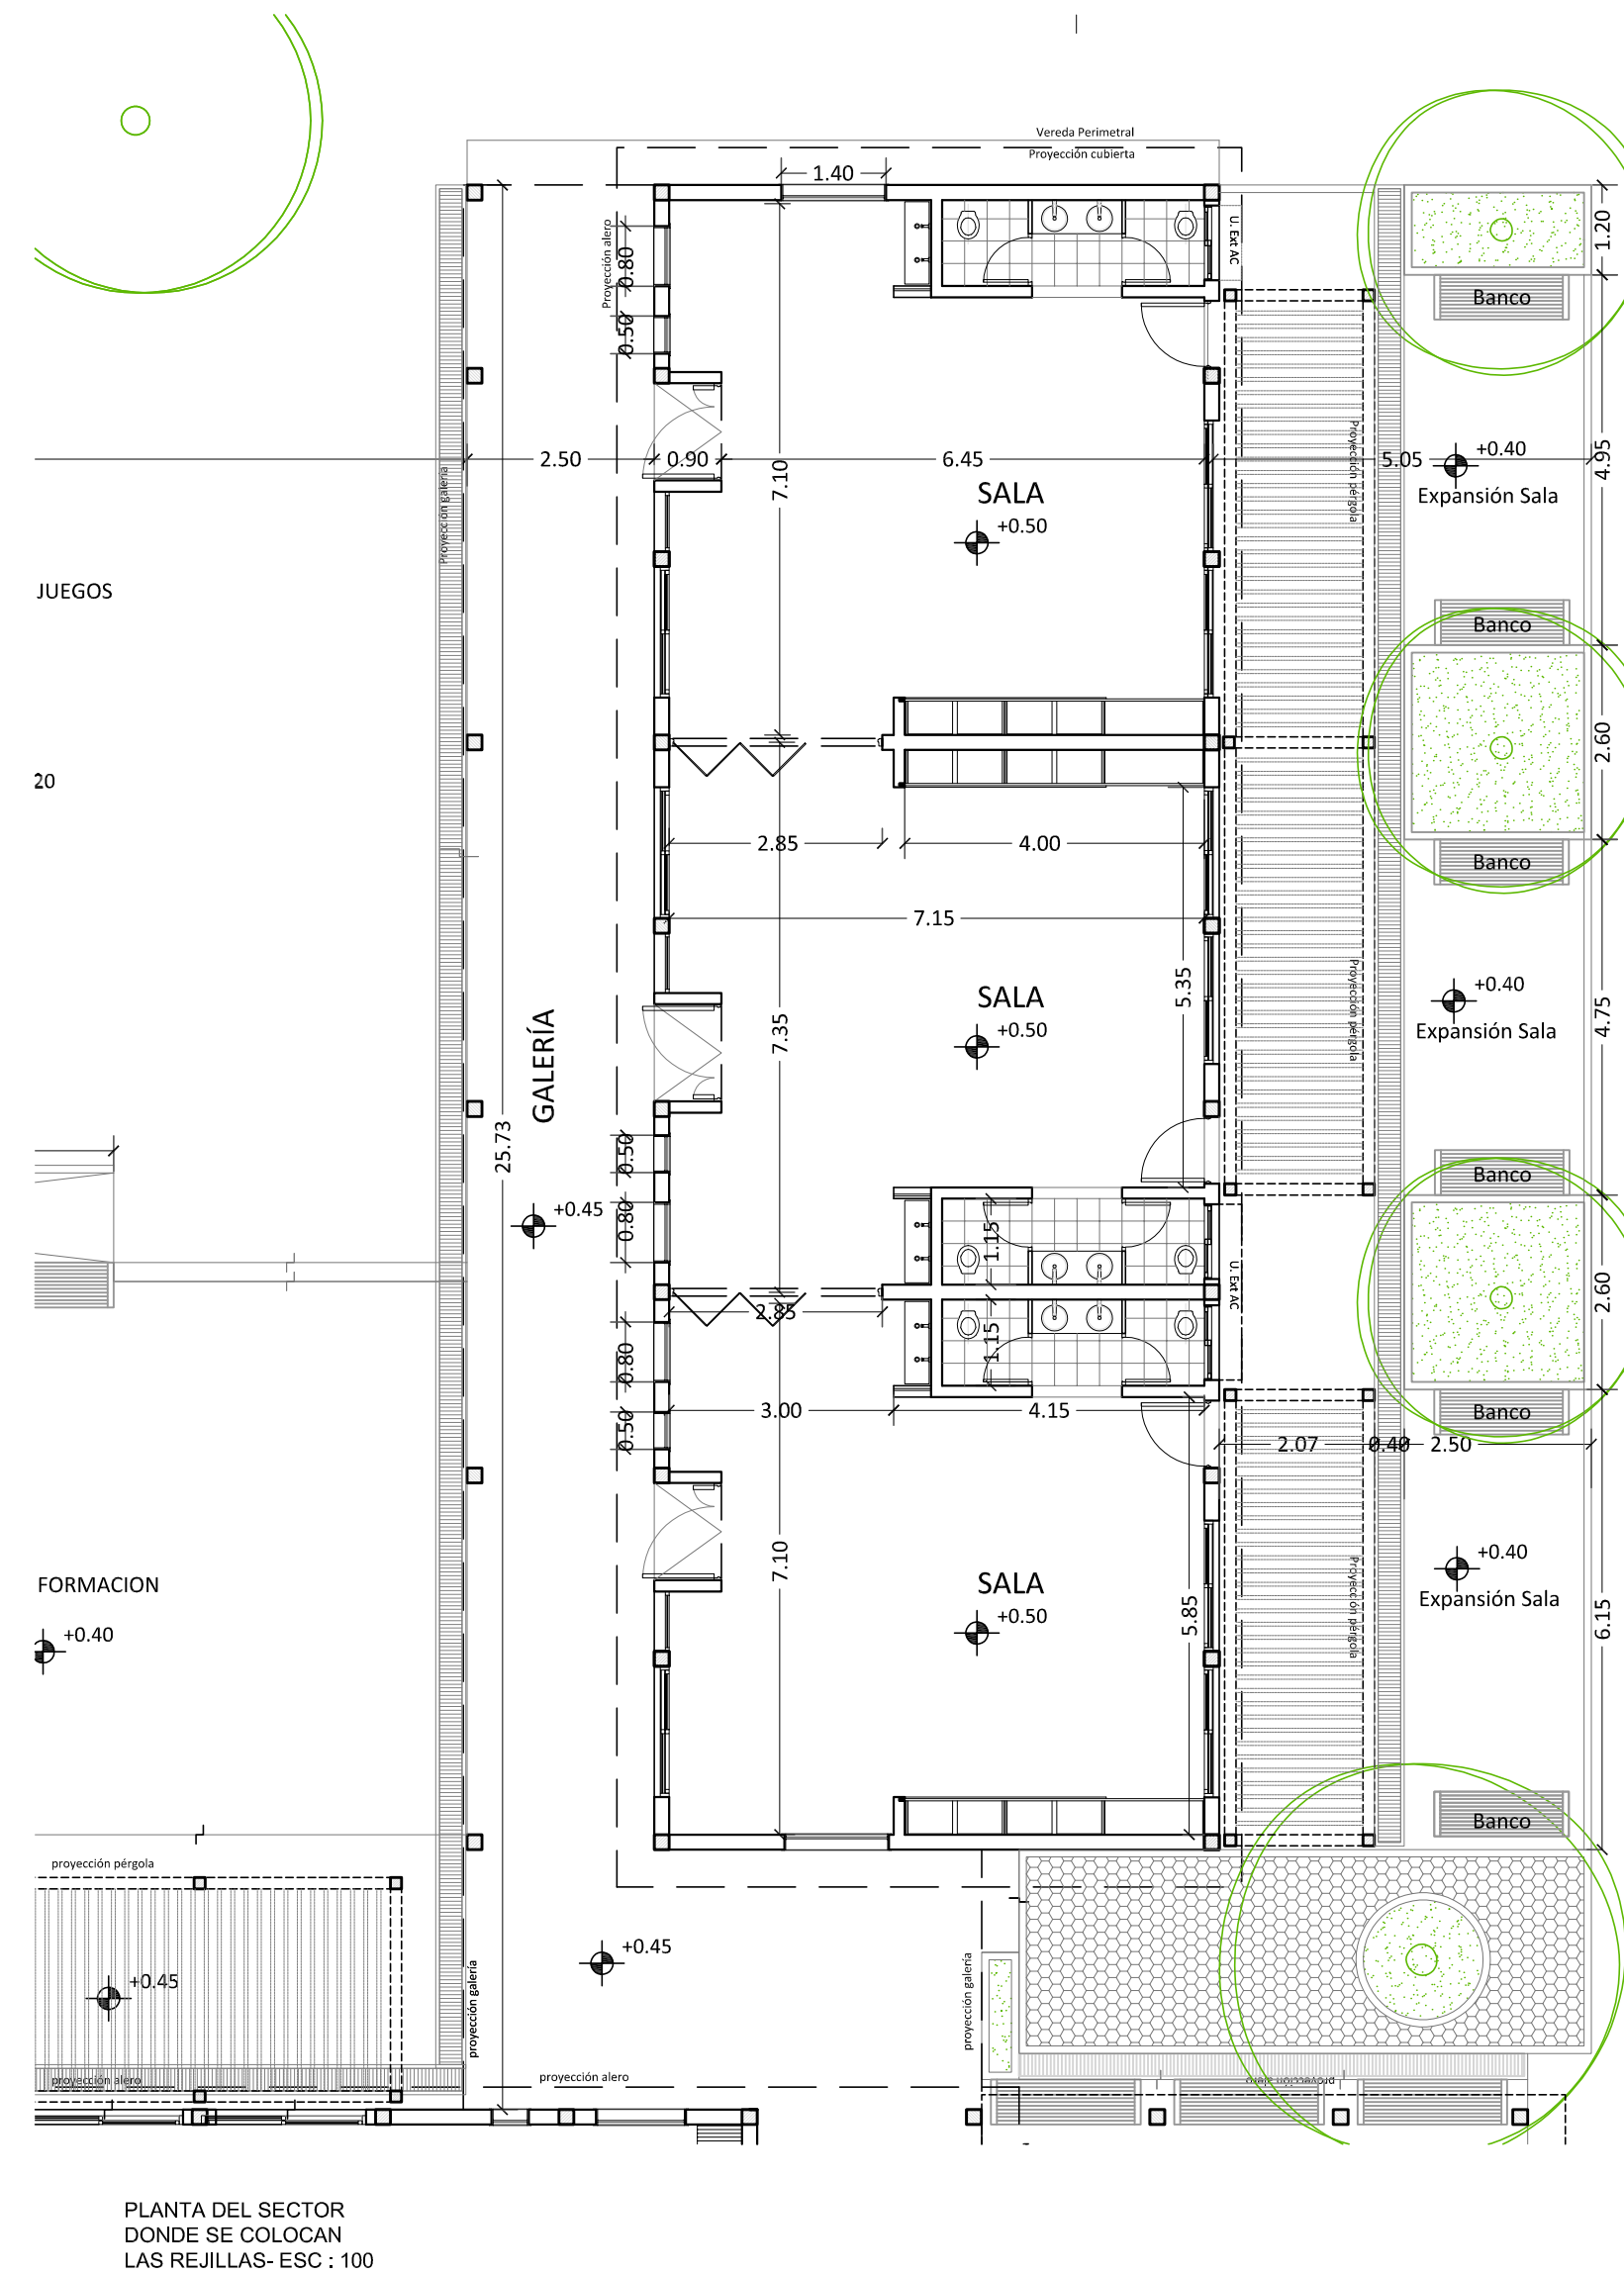 Vereda Perimetral
Proyección cubierta
1.40
U. Ext AC
1.20
Proyección alero
0.80
0.50
Banco
2.50
0.90
6.45
5.05
7.10
4.95
Proyección galería
Proyección pérgola
SALA
+0.50
+0.40
Expansión Sala
JUEGOS
Banco
20
2.60
2.85
4.00
Banco
7.15
SALA
+0.50
5.35
7.35
Proyección pérgola
+0.40
Expansión Sala
4.75
GALERÍA
25.73
+0.45
0.50
0.80
Banco
1.15
U. Ext AC
2.85
1.15
2.60
0.80
0.50
3.00
4.15
Banco
2.07
0.40
2.50
7.10
SALA
+0.50
5.85
Proyección pérgola
+0.40
Expansión Sala
6.15
FORMACION
+0.40
Banco
proyección pérgola
+0.45
+0.45
proyección galería
proyección galería
proyección alero
proyección alero
proyección alero
PLANTA DEL SECTOR
DONDE SE COLOCAN
LAS REJILLAS- ESC : 100